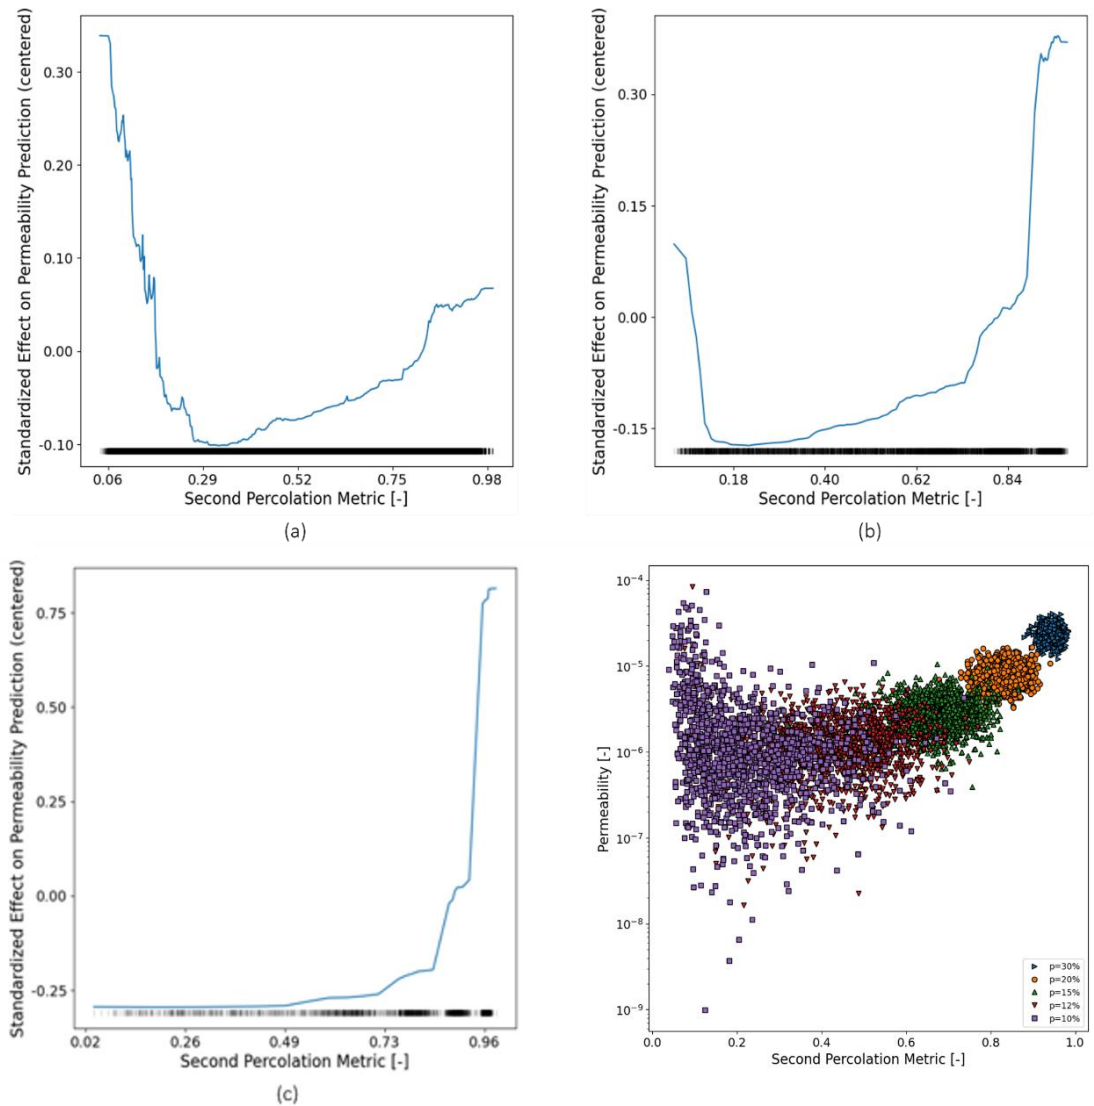 Standardized Effect on Permeability Prediction (centered)
0.30
0.20
0.10
0.00
-0.10
0.06 0.29 0.52 0.75 0.98
Second Percolation Metric [-]
(a)
Standardized Effect on Permeability Prediction (centered)
0.30
0.15
0.00
-0.15
0.18 0.40 0.62 0.84
Second Percolation Metric [-]
(b)
Standardized Effect on Permeability Prediction (centered)
0.75
0.50
0.25
0.00
-0.25
0.02 0.26 0.49 0.73 0.96
Second Percolation Metric [-]
(c)
Permeability [-]
10⁻⁴
10⁻⁵
10⁻⁶
10⁻⁷
10⁻⁸
10⁻⁹
p=30%
p=20%
p=15%
p=12%
p=10%
0.0 0.2 0.4 0.6 0.8 1.0
Second Percolation Metric [-]